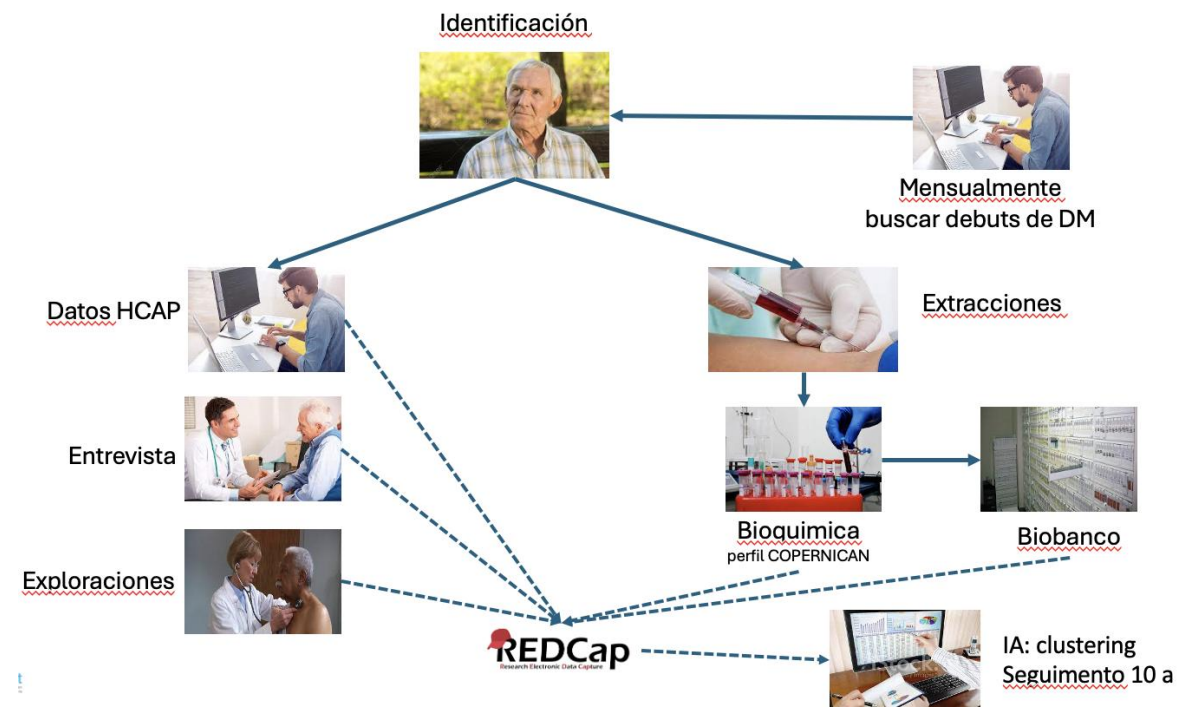 Identificación
Mensualmente
buscar debuts de DM
Datos HCAP
Extracciones
Entrevista
Bioquimica
perfil COPERNICAN
Biobanco
Exploraciones
REDCap
Research Electronic Data Capture
iStock
IA: clustering
Seguimento 10 a